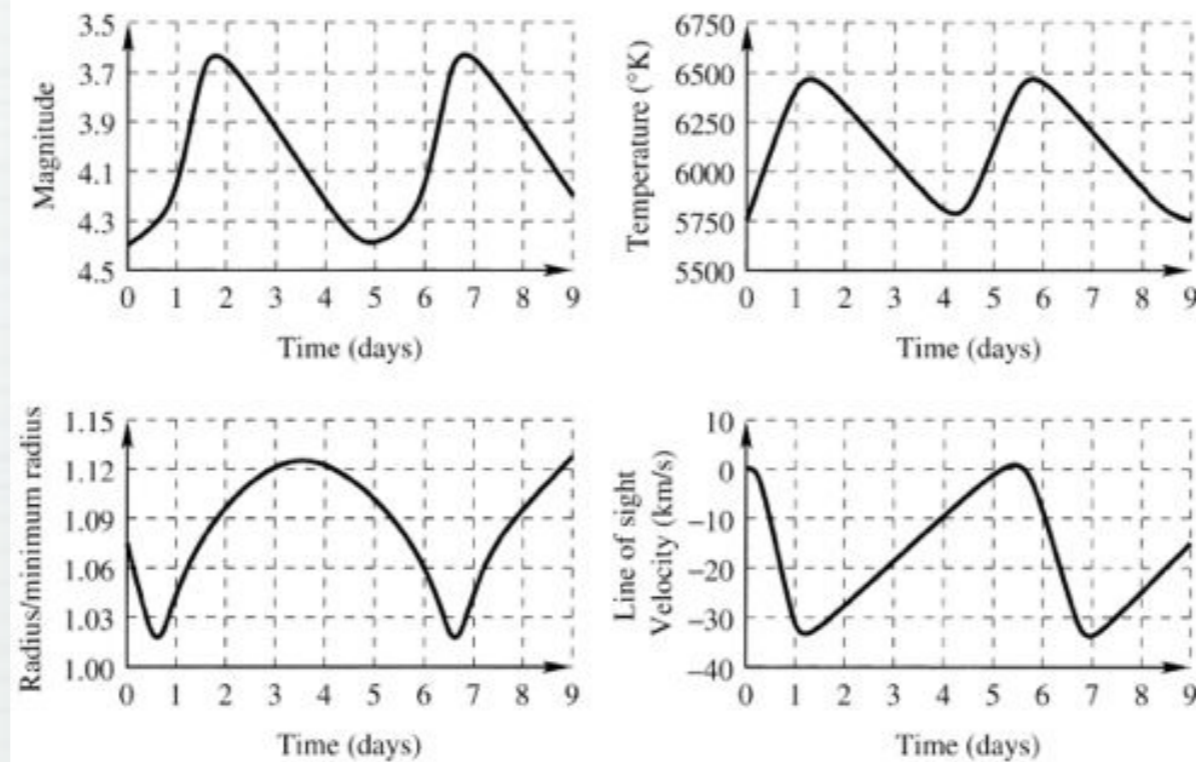 Magnitude
3.5
3.7
3.9
4.1
4.3
4.5
0 1 2 3 4 5 6 7 8 9
Time (days)
Temperature (°K)
6750
6500
6250
6000
5750
5500
0 1 2 3 4 5 6 7 8 9
Time (days)
Radius/minimum radius
1.15
1.12
1.09
1.06
1.03
1.00
0 1 2 3 4 5 6 7 8 9
Time (days)
Line of sight
Velocity (km/s)
10
0
−10
−20
−30
−40
0 1 2 3 4 5 6 7 8 9
Time (days)